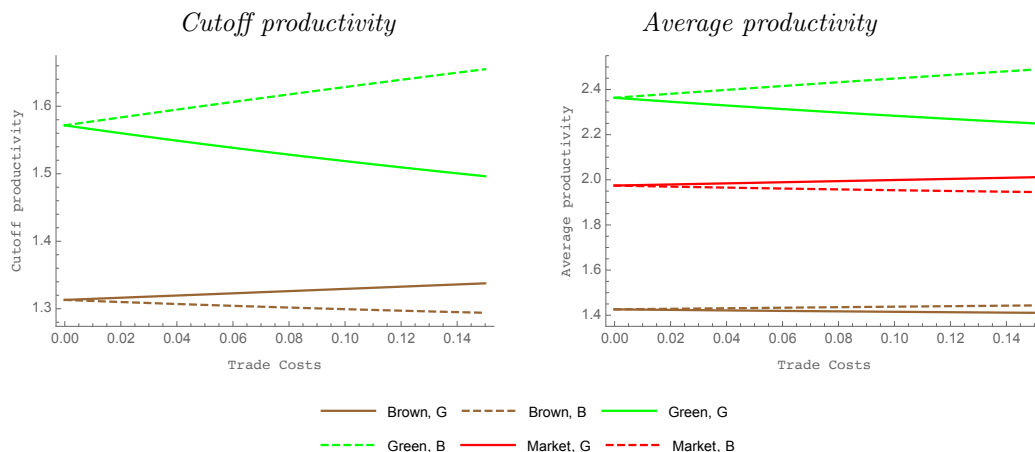 Cutoff productivity
Average productivity
Cutoff productivity
1.6
1.5
1.4
1.3
0.00 0.02 0.04 0.06 0.08 0.10 0.12 0.14
Trade Costs
Average productivity
2.4
2.2
2.0
1.8
1.6
1.4
0.00 0.02 0.04 0.06 0.08 0.10 0.12 0.14
Trade Costs
Brown, G Brown, B Green, G
Green, B Market, G Market, B